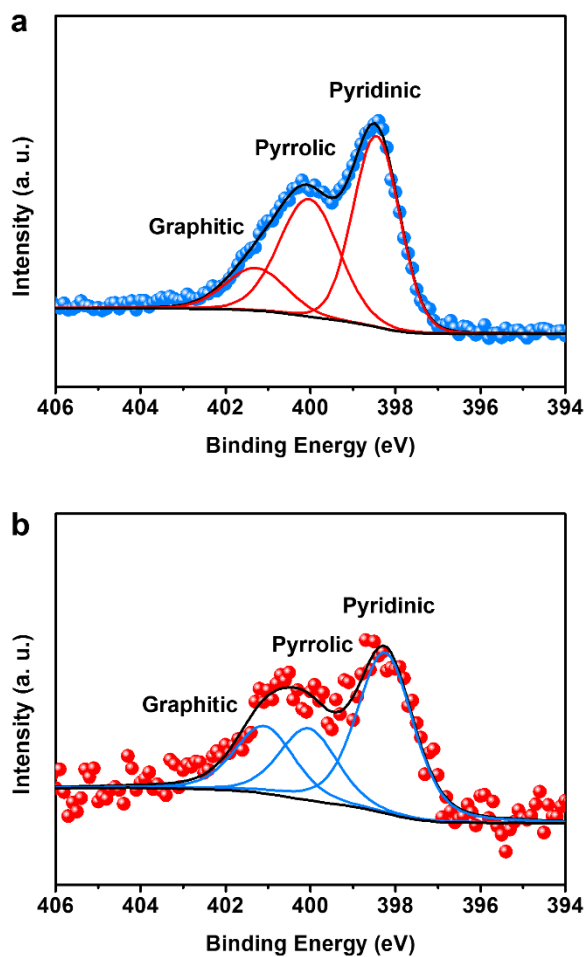 a
Pyridinic
Pyrrolic
Graphitic
Intensity (a. u.)
406 404 402 400 398 396 394
Binding Energy (eV)
b
Pyridinic
Pyrrolic
Graphitic
Intensity (a. u.)
406 404 402 400 398 396 394
Binding Energy (eV)